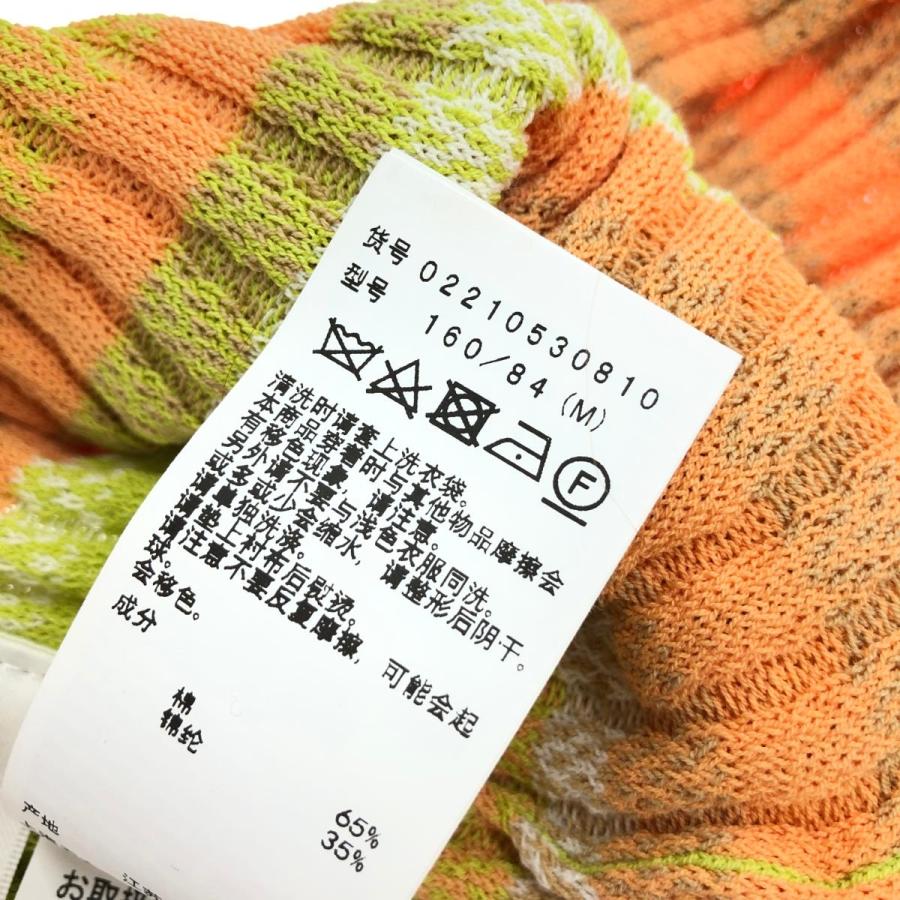 货号 0221053​0810
型号 160/84 (M)
F
清洗时请套上洗衣袋。
本商品穿着时与其他物品摩擦会
有移色现象，请注意。
另外请不要与浅色衣服同洗。
或多或少会缩水，请整形后阴干。
请单独洗涤。
请垫上衬布后熨烫。
请注意不要反复摩擦，可能会起
球。
会移色。
成分
棉 65%
锦纶 35%
产地
お取